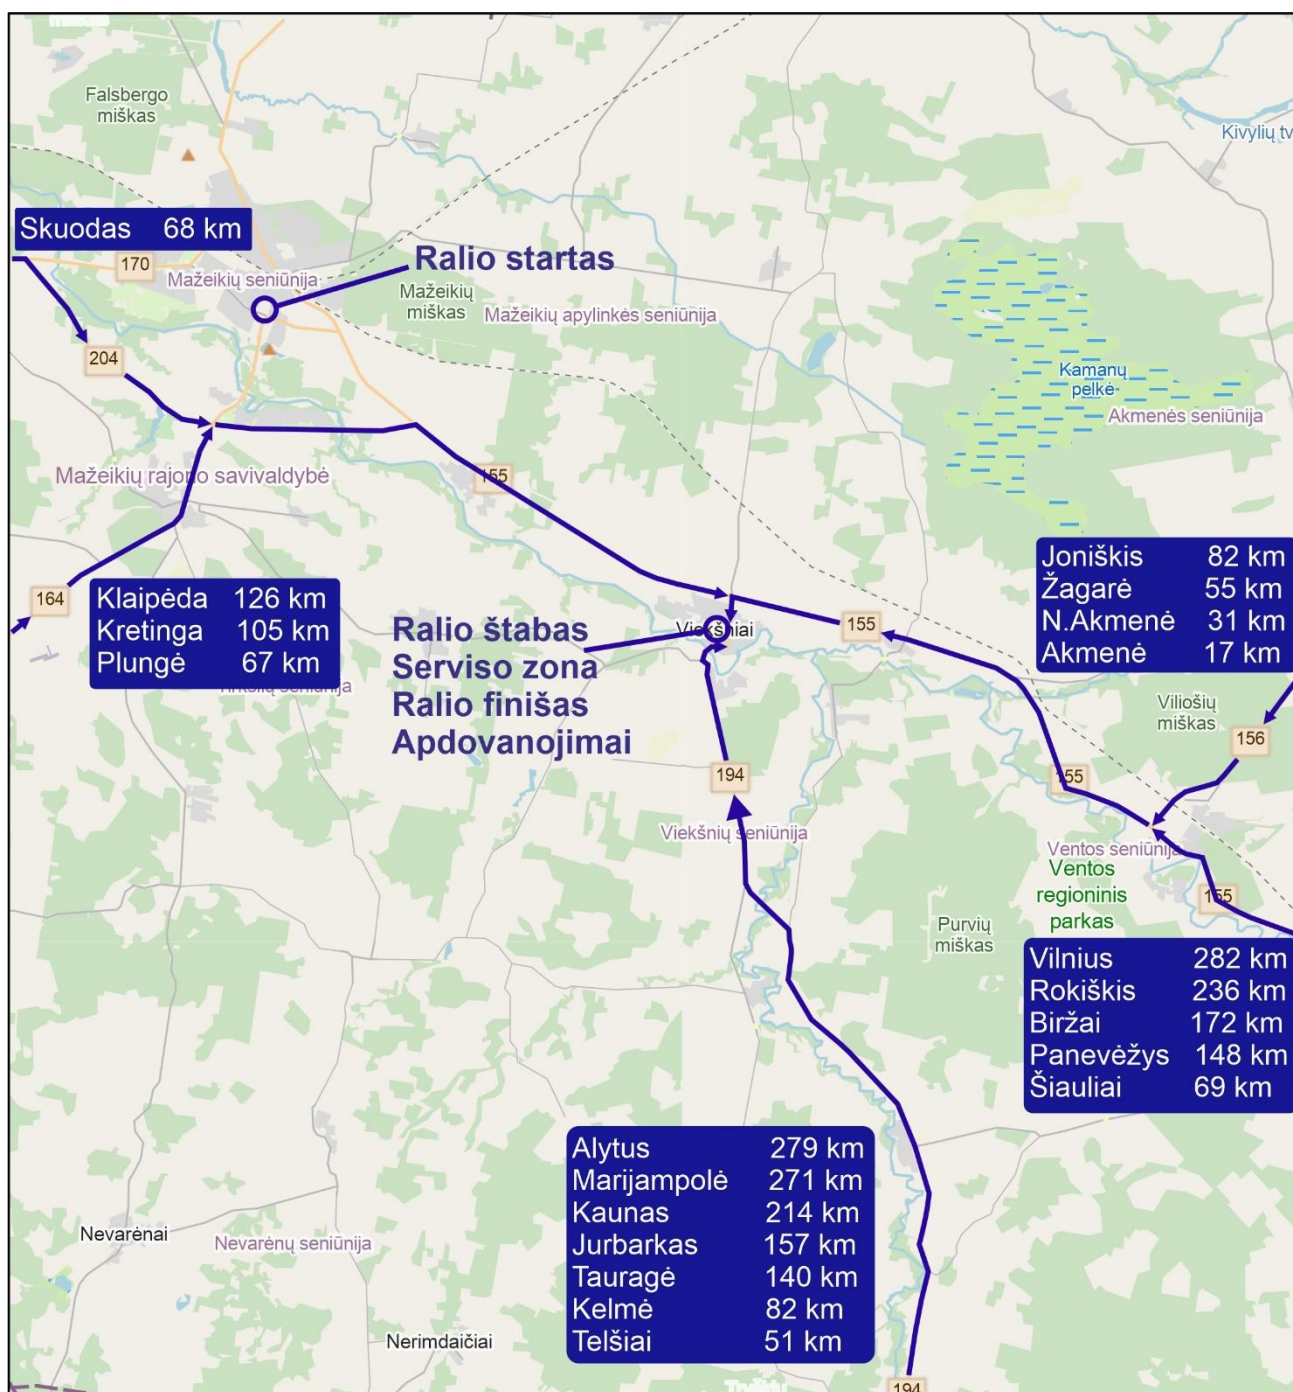 Falsbergo
miškas
Kivylių tv
Skuodas 68 km
170
Ralio startas
Mažeikių seniūnija
Mažeikių
miškas
Mažeikių apylinkės seniūnija
204
Kamanų
pelkė
Akmenės seniūnija
Mažeikių rajono savivaldybė
155
Joniškis 82 km
Žagarė 55 km
N.Akmenė 31 km
Akmenė 17 km
164
Klaipėda 126 km
Kretinga 105 km
Plungė 67 km
Viekšniai
155
Ralio štabas
Serviso zona
Ralio finišas
Apdovanojimai
Viliošių
miškas
156
194
155
Viekšnių seniūnija
Ventos seniūnija
Ventos
regioninis
parkas
155
Purvių
miškas
Vilnius 282 km
Rokiškis 236 km
Biržai 172 km
Panevėžys 148 km
Šiauliai 69 km
Alytus 279 km
Marijampolė 271 km
Kaunas 214 km
Jurbarkas 157 km
Tauragė 140 km
Kelmė 82 km
Telšiai 51 km
Nevarėnai
Nevarėnų seniūnija
Nerimdaičiai
194